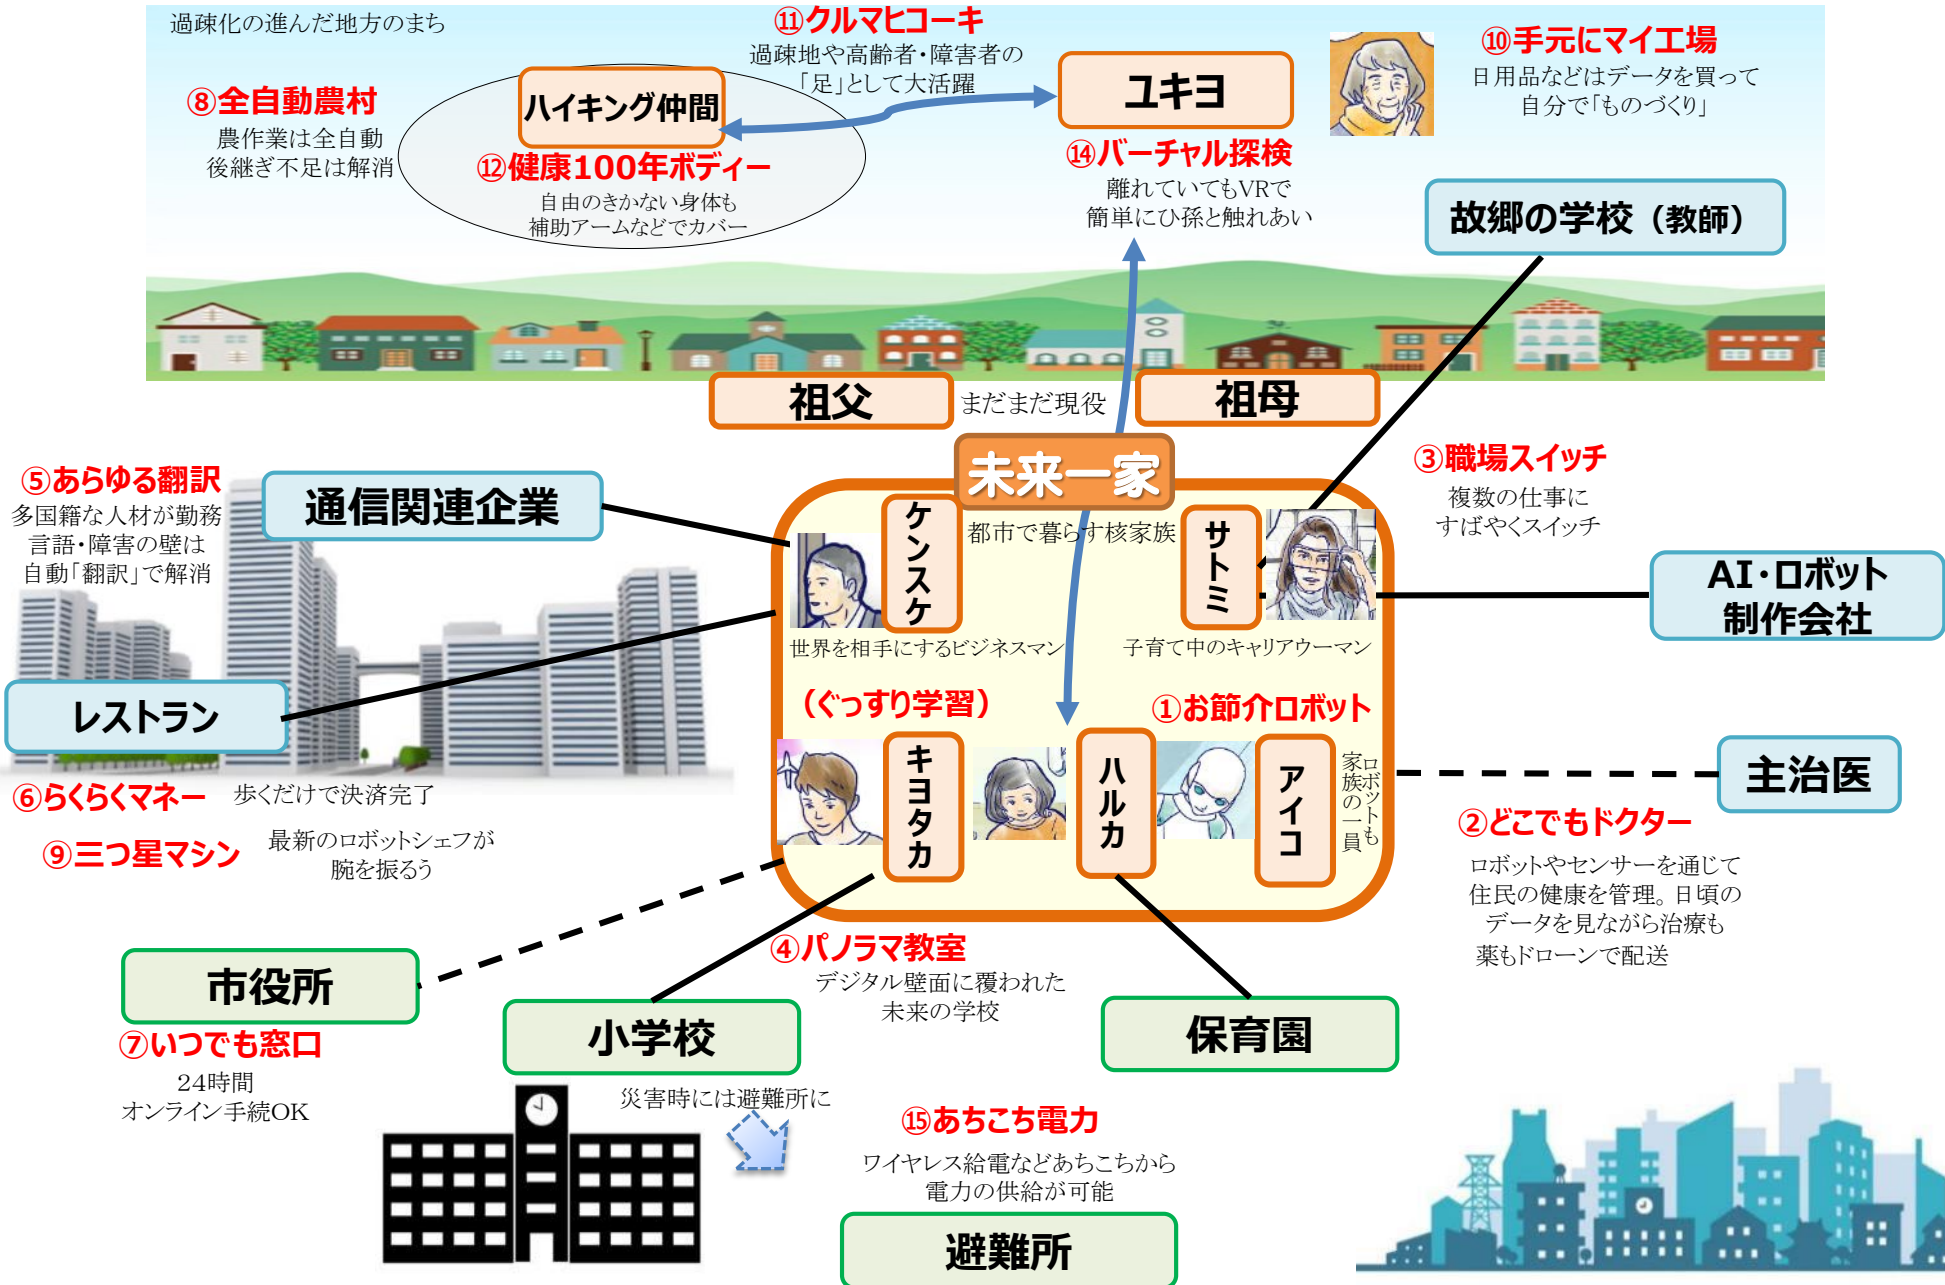 過疎化の進んだ地方のまち
⑪クルマヒコーキ
過疎地や高齢者・障害者の
「足」として大活躍
⑧全自動農村
農作業は全自動
後継ぎ不足は解消
ハイキング仲間
⑫健康100年ボディー
自由のきかない身体も
補助アームなどでカバー
ユキヨ
⑭バーチャル探検
離れていてもVRで
簡単にひ孫と触れあい
⑩手元にマイ工場
日用品などはデータを買って
自分で「ものづくり」
故郷の学校（教師）
祖父
まだまだ現役
祖母
未来一家
都市で暮らす核家族
⑤あらゆる翻訳
多国籍な人材が勤務
言語・障害の壁は
自動「翻訳」で解消
通信関連企業
ケンスケ
世界を相手にするビジネスマン
サトミ
子育て中のキャリアウーマン
③職場スイッチ
複数の仕事に
すばやくスイッチ
AI・ロボット
制作会社
レストラン
⑥らくらくマネー
歩くだけで決済完了
⑨三つ星マシン
最新のロボットシェフが
腕を振るう
（ぐっすり学習）
①お節介ロボット
キヨタカ
ハルカ
アイコ
ロボットも
家族の一員
主治医
②どこでもドクター
ロボットやセンサーを通じて
住民の健康を管理。日頃の
データを見ながら治療も
薬もドローンで配送
市役所
⑦いつでも窓口
24時間
オンライン手続OK
④パノラマ教室
デジタル壁面に覆われた
未来の学校
小学校
災害時には避難所に
保育園
⑮あちこち電力
ワイヤレス給電などあちこちから
電力の供給が可能
避難所